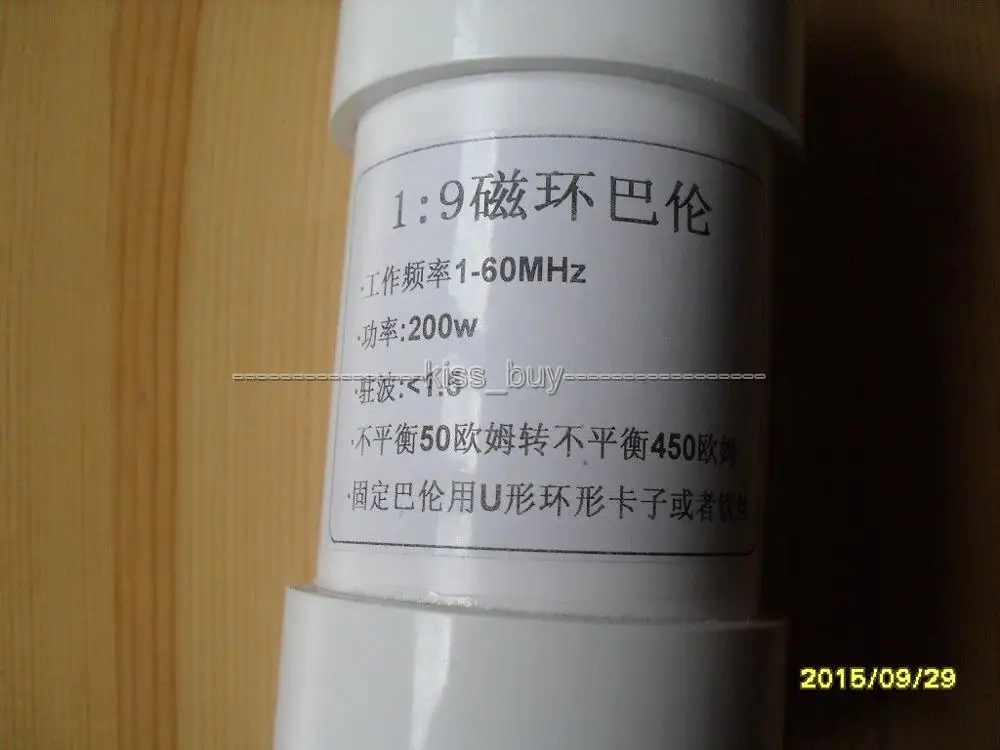 1:9磁环巴伦
·工作频率1-60MHz
·功率:200w
·驻波:<1.5
------------------kiss_buy------------------
·不平衡50欧姆转不平衡450欧姆
·固定巴伦用U形环形卡子或者铁丝
2015/09/29